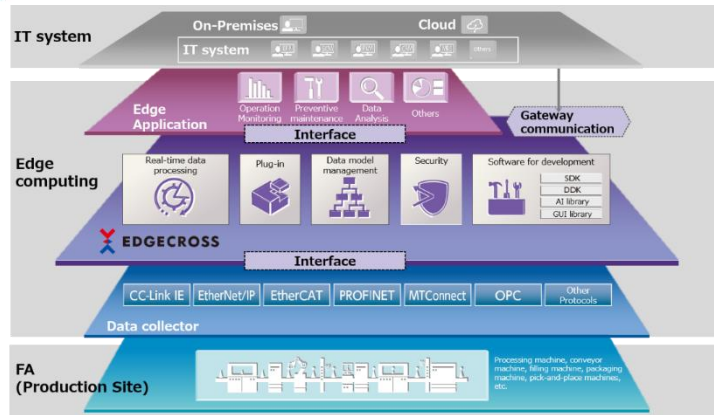 IT system
On-Premises
Cloud
IT system
Others
Edge
Application
Operation
Monitoring
Preventive
maintenance
Data
Analysis
Others
Interface
Gateway
communication
Edge
computing
Real-time data
processing
Plug-in
Data model
management
Security
Software for development
SDK
DDK
AI library
GUI library
EDGECROSS
Interface
CC-Link IE
EtherNet/IP
EtherCAT
PROFINET
MTConnect
OPC
Other
Protocols
Data collector
FA
(Production Site)
Processing machine, conveyor
machine, filling machine, packaging
machine, pick-and-place machines,
etc.